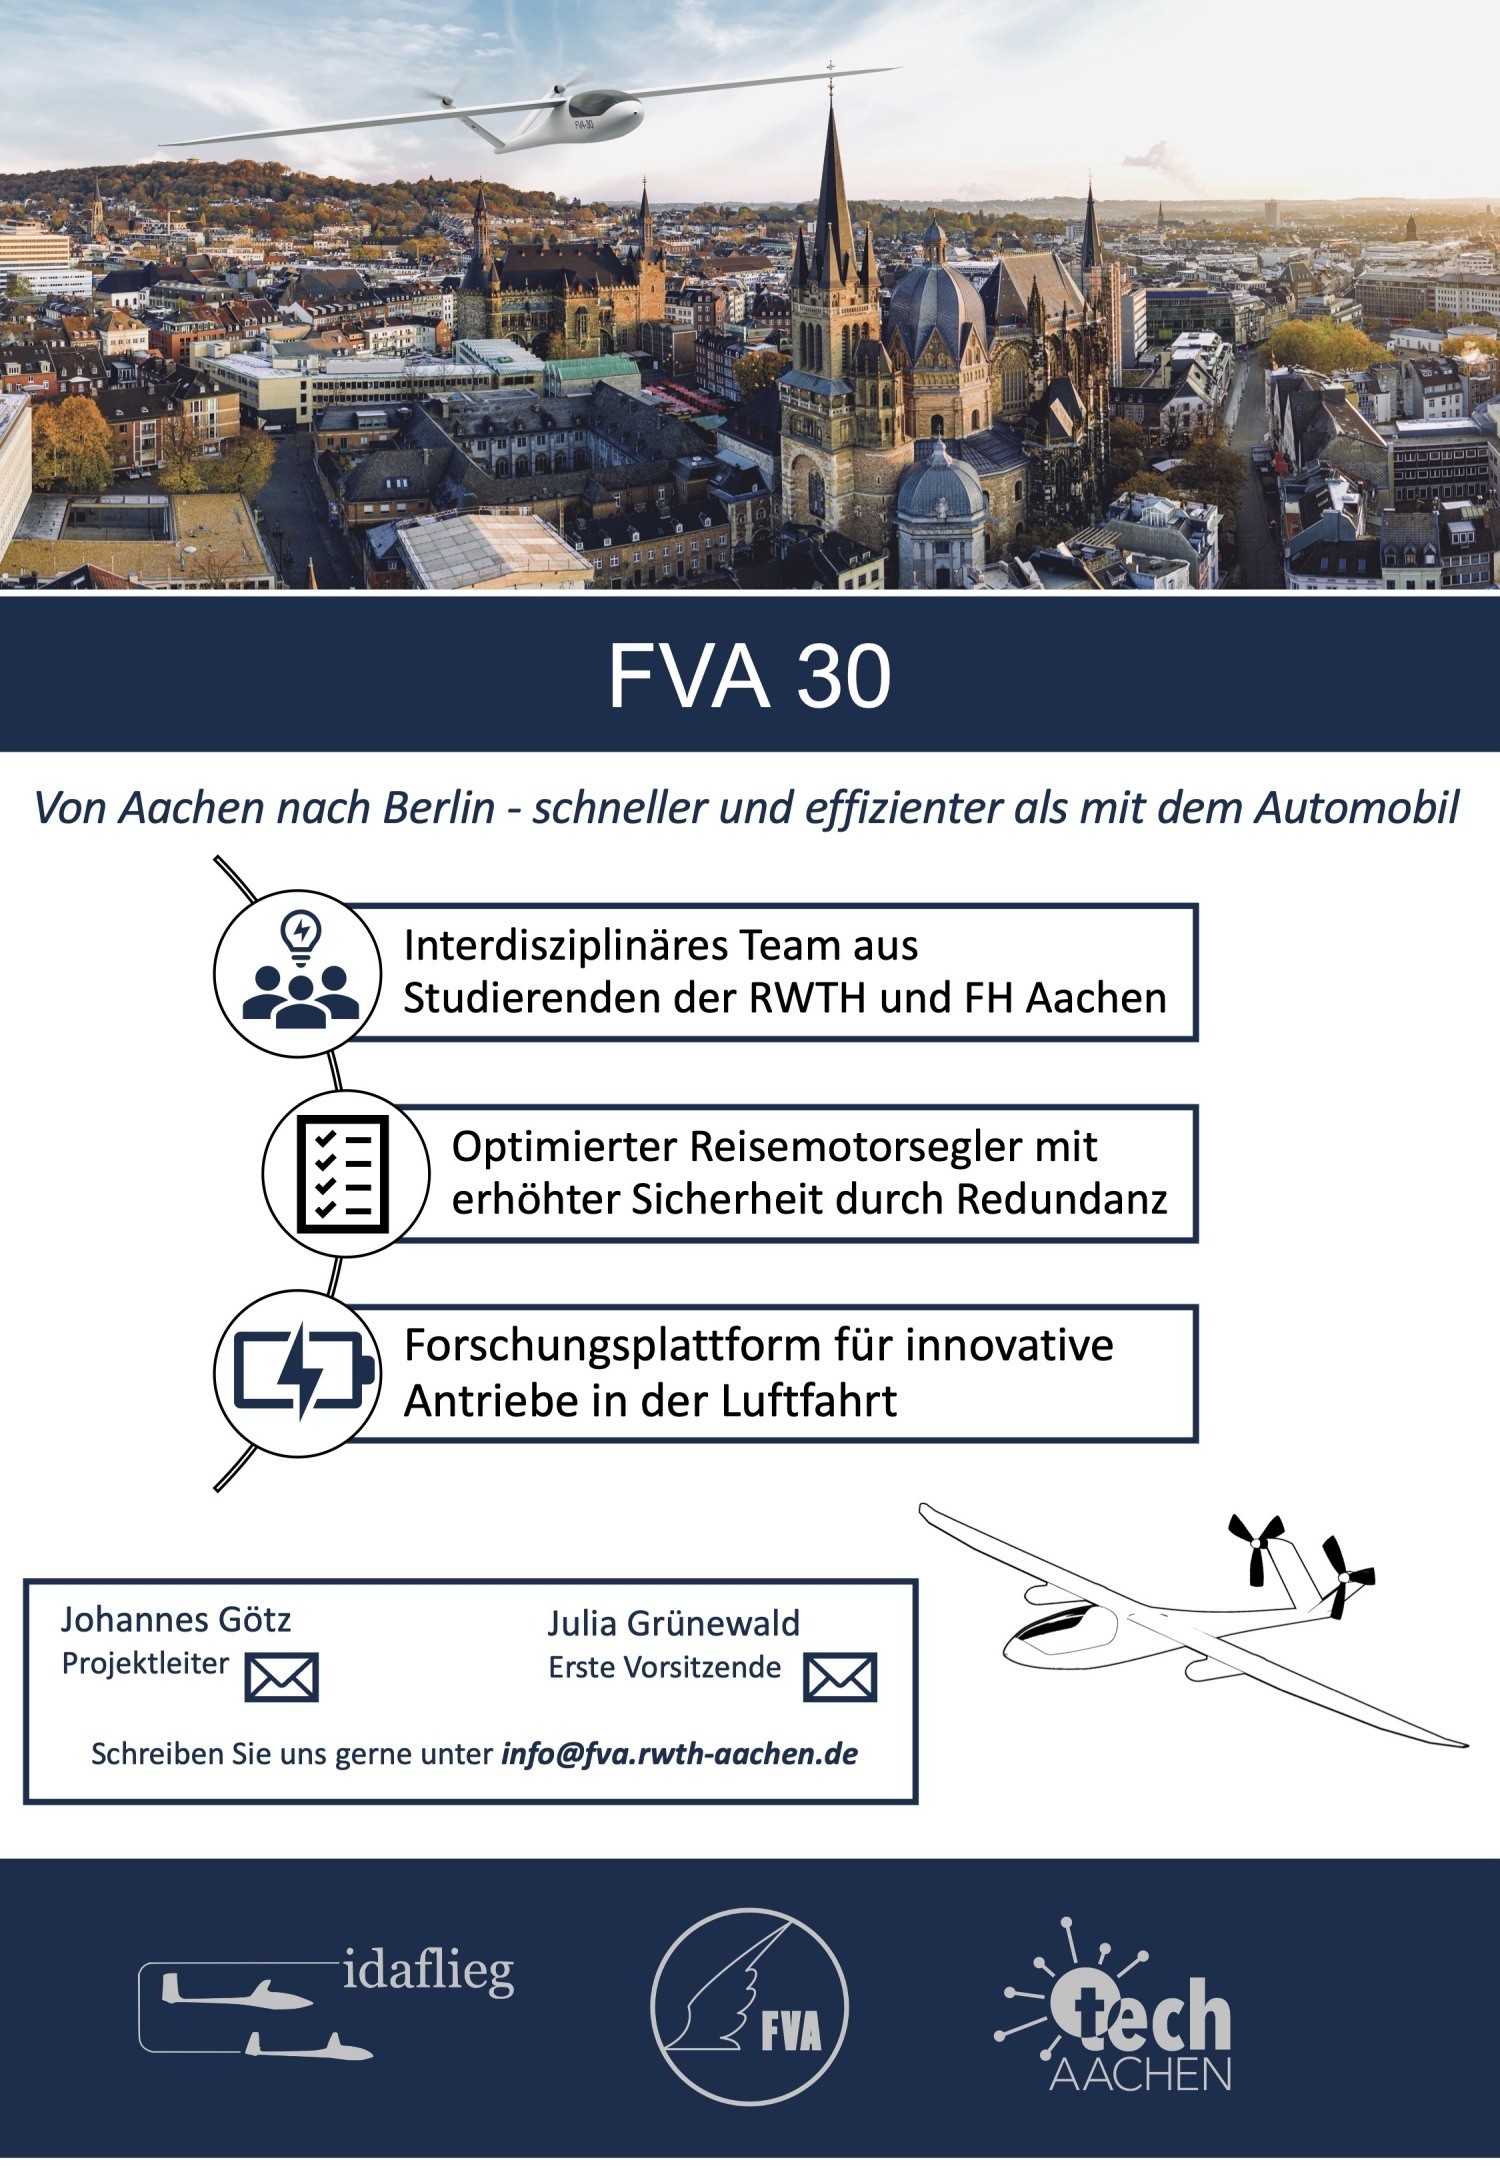 FVA-30
FVA 30
Von Aachen nach Berlin - schneller und effizienter als mit dem Automobil
Interdisziplinäres Team aus
Studierenden der RWTH und FH Aachen
Optimierter Reisemotorsegler mit
erhöhter Sicherheit durch Redundanz
Forschungsplattform für innovative
Antriebe in der Luftfahrt
Johannes Götz
Projektleiter
Julia Grünewald
Erste Vorsitzende
Schreiben Sie uns gerne unter info@fva.rwth-aachen.de
idaflieg
FVA
tech
AACHEN